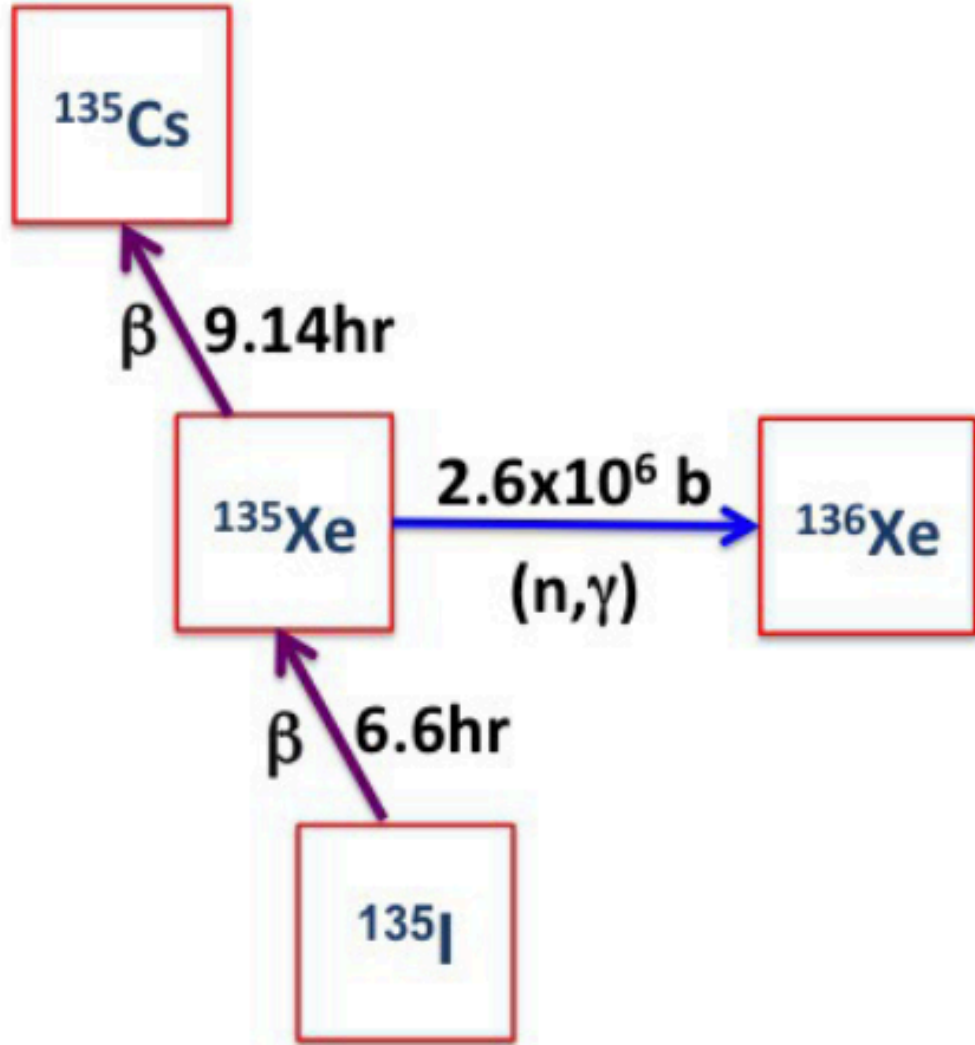 ¹³⁵Cs
β 9.14hr
¹³⁵Xe
2.6x10⁶ b
(n,γ)
¹³⁶Xe
β 6.6hr
¹³⁵I